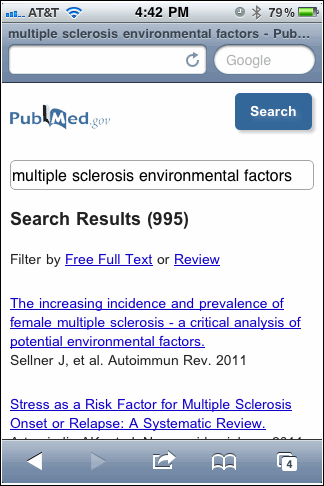 AT&T 4:42 PM 79%
multiple sclerosis environmental factors - Pub...
Google
PubMed.gov
Search
multiple sclerosis environmental factors
Search Results (995)
Filter by Free Full Text or Review
The increasing incidence and prevalence of
female multiple sclerosis - a critical analysis of
potential environmental factors.
Sellner J, et al. Autoimmun Rev. 2011
Stress as a Risk Factor for Multiple Sclerosis
Onset or Relapse: A Systematic Review.
4